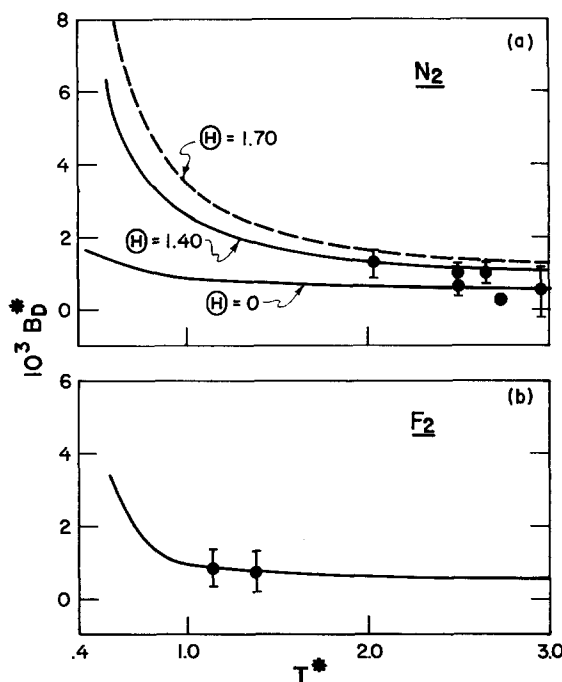 8
(a)
N2
6
Ⓗ = 1.70
4
2
Ⓗ = 1.40
0
Ⓗ = 0
10³ B_D*
6
(b)
F2
4
2
0
.4
1.0
2.0
3.0
T*